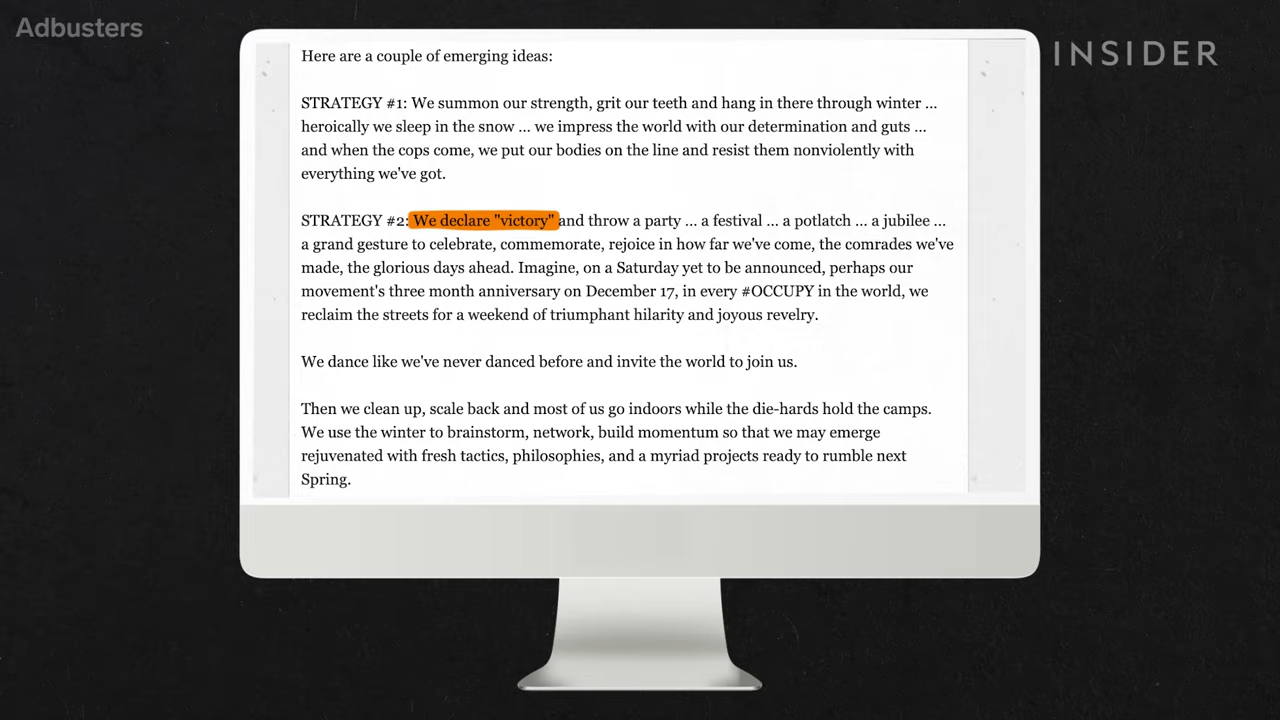 Adbusters
INSIDER
Here are a couple of emerging ideas:
STRATEGY #1: We summon our strength, grit our teeth and hang in there through winter ...
heroically we sleep in the snow ... we impress the world with our determination and guts ...
and when the cops come, we put our bodies on the line and resist them nonviolently with
everything we've got.
STRATEGY #2: We declare "victory" and throw a party ... a festival ... a potlatch ... a jubilee ...
a grand gesture to celebrate, commemorate, rejoice in how far we've come, the comrades we've
made, the glorious days ahead. Imagine, on a Saturday yet to be announced, perhaps our
movement's three month anniversary on December 17, in every #OCCUPY in the world, we
reclaim the streets for a weekend of triumphant hilarity and joyous revelry.
We dance like we've never danced before and invite the world to join us.
Then we clean up, scale back and most of us go indoors while the die-hards hold the camps.
We use the winter to brainstorm, network, build momentum so that we may emerge
rejuvenated with fresh tactics, philosophies, and a myriad projects ready to rumble next
Spring.